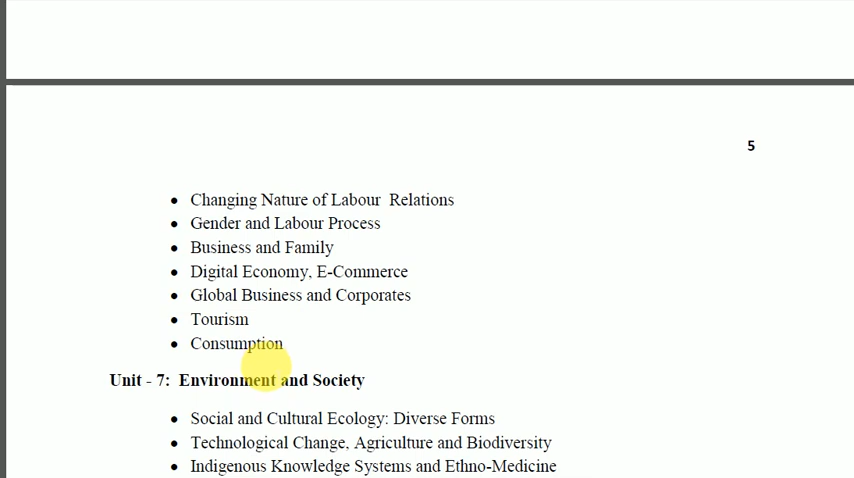 5
• Changing Nature of Labour Relations
• Gender and Labour Process
• Business and Family
• Digital Economy, E-Commerce
• Global Business and Corporates
• Tourism
• Consumption
Unit - 7: Environment and Society
• Social and Cultural Ecology: Diverse Forms
• Technological Change, Agriculture and Biodiversity
• Indigenous Knowledge Systems and Ethno-Medicine